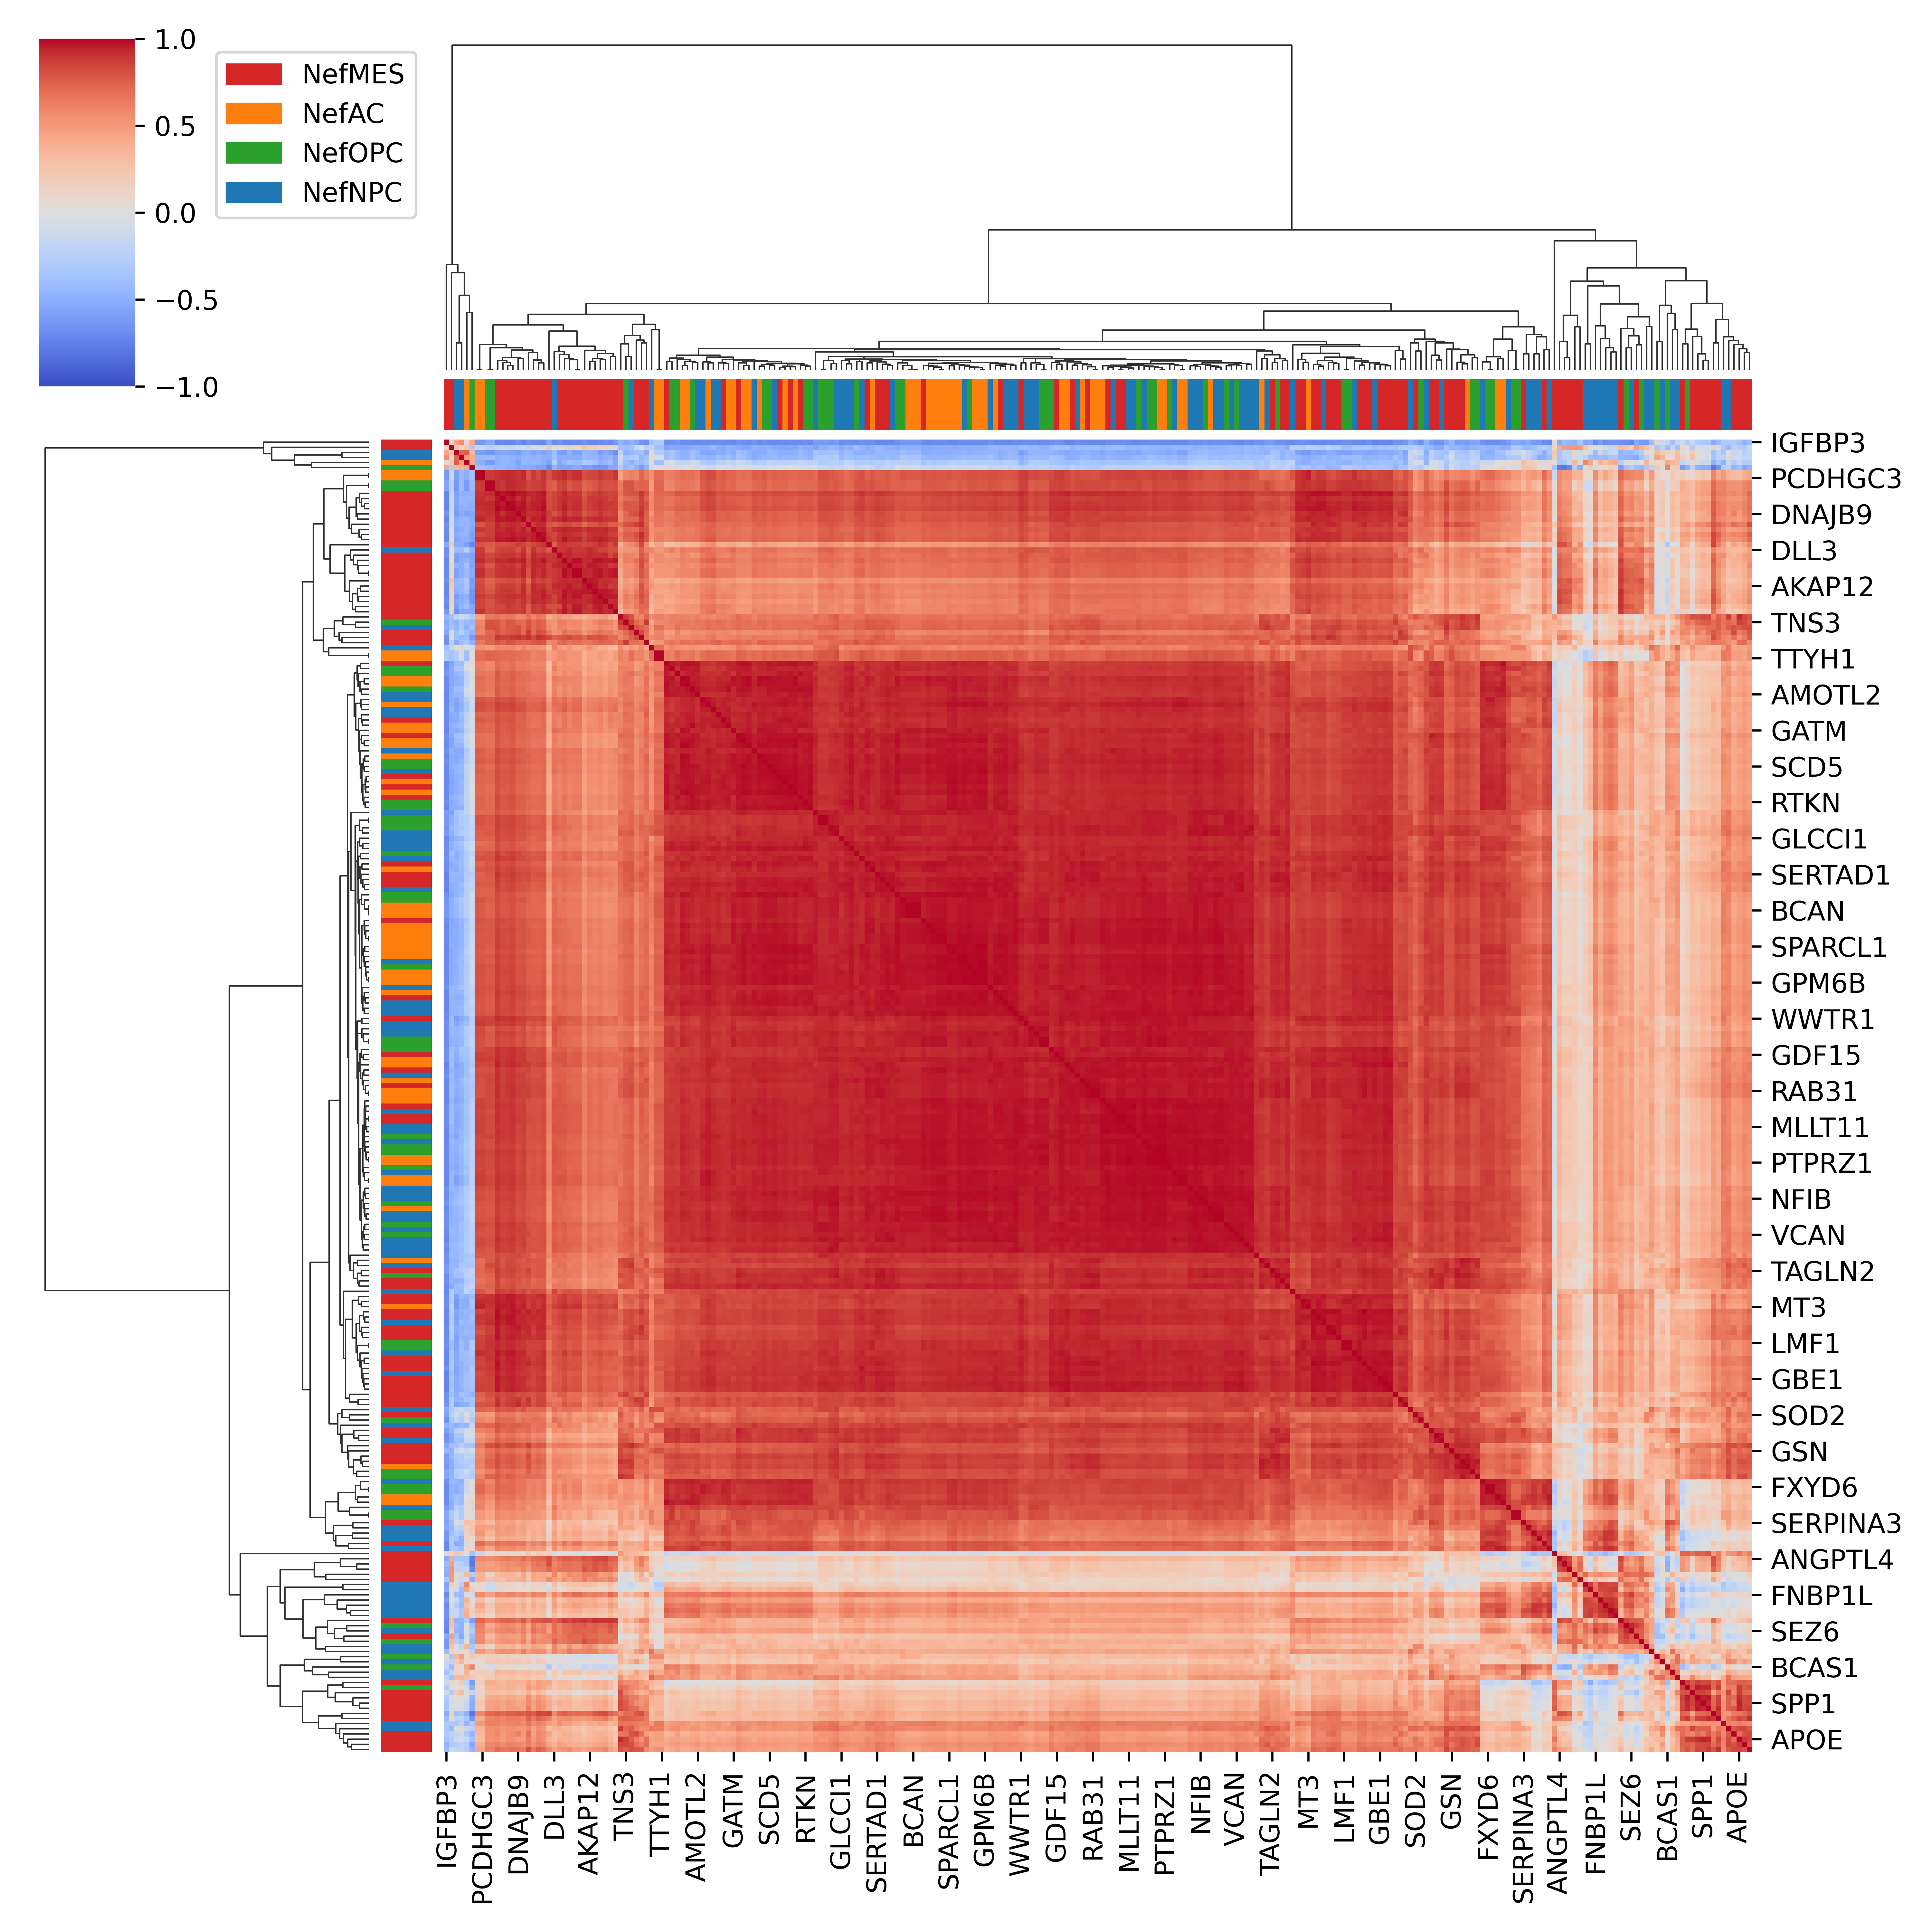 1.0
0.5
0.0
−0.5
−1.0
NefMES
NefAC
NefOPC
NefNPC
IGFBP3
PCDHGC3
DNAJB9
DLL3
AKAP12
TNS3
TTYH1
AMOTL2
GATM
SCD5
RTKN
GLCCI1
SERTAD1
BCAN
SPARCL1
GPM6B
WWTR1
GDF15
RAB31
MLLT11
PTPRZ1
NFIB
VCAN
TAGLN2
MT3
LMF1
GBE1
SOD2
GSN
FXYD6
SERPINA3
ANGPTL4
FNBP1L
SEZ6
BCAS1
SPP1
APOE
IGFBP3
PCDHGC3
DNAJB9
DLL3
AKAP12
TNS3
TTYH1
AMOTL2
GATM
SCD5
RTKN
GLCCI1
SERTAD1
BCAN
SPARCL1
GPM6B
WWTR1
GDF15
RAB31
MLLT11
PTPRZ1
NFIB
VCAN
TAGLN2
MT3
LMF1
GBE1
SOD2
GSN
FXYD6
SERPINA3
ANGPTL4
FNBP1L
SEZ6
BCAS1
SPP1
APOE